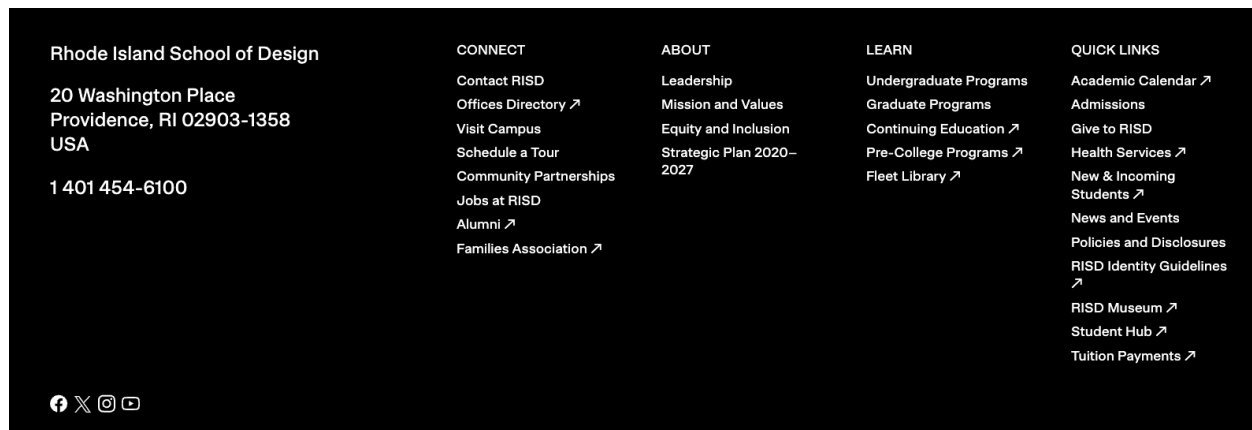 Rhode Island School of Design
20 Washington Place
Providence, RI 02903-1358
USA
1 401 454-6100
CONNECT
Contact RISD
Offices Directory ↗
Visit Campus
Schedule a Tour
Community Partnerships
Jobs at RISD
Alumni ↗
Families Association ↗
ABOUT
Leadership
Mission and Values
Equity and Inclusion
Strategic Plan 2020–
2027
LEARN
Undergraduate Programs
Graduate Programs
Continuing Education ↗
Pre-College Programs ↗
Fleet Library ↗
QUICK LINKS
Academic Calendar ↗
Admissions
Give to RISD
Health Services ↗
New & Incoming
Students ↗
News and Events
Policies and Disclosures
RISD Identity Guidelines
↗
RISD Museum ↗
Student Hub ↗
Tuition Payments ↗